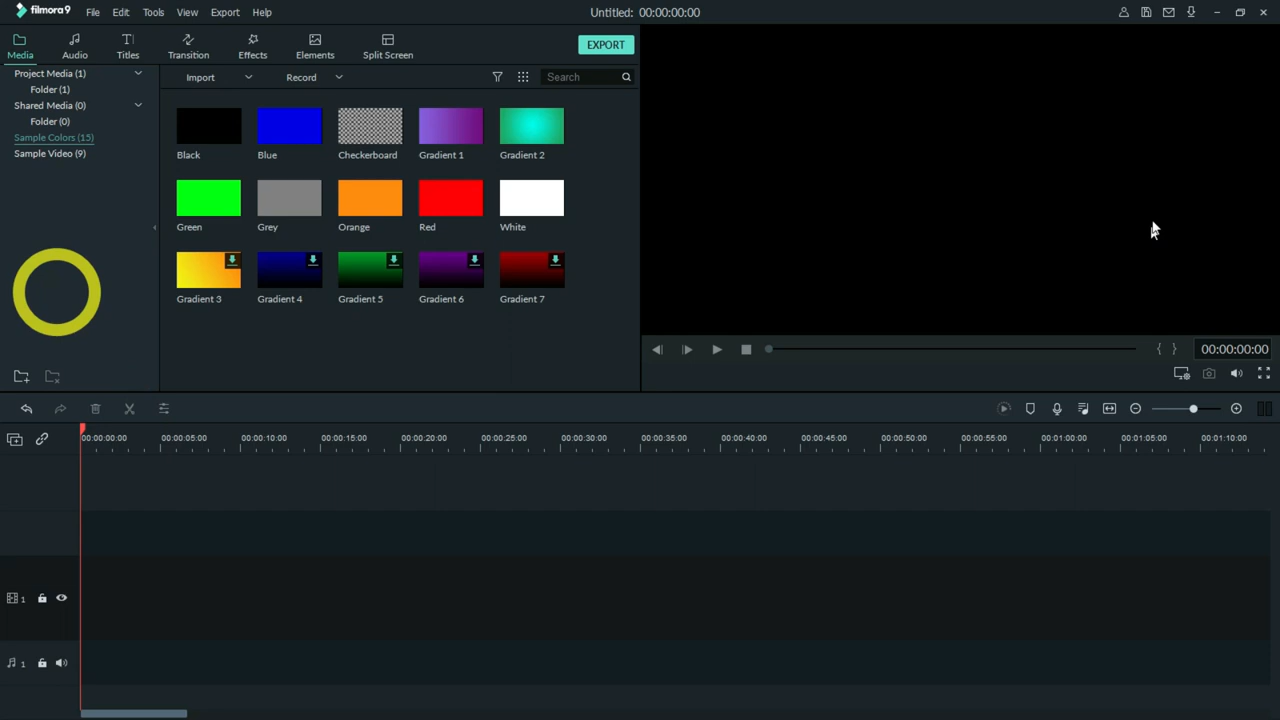 filmora9 File Edit Tools View Export Help Untitled: 00:00:00:00
Media Audio Titles Transition Effects Elements Split Screen EXPORT
Project Media (1)
Folder (1)
Shared Media (0)
Folder (0)
Sample Colors (15)
Sample Video (9)
Import Record Search
Black Blue Checkerboard Gradient 1 Gradient 2
Green Grey Orange Red White
Gradient 3 Gradient 4 Gradient 5 Gradient 6 Gradient 7
{ } 00:00:00:00
00:00:00:00 00:00:05:00 00:00:10:00 00:00:15:00 00:00:20:00 00:00:25:00 00:00:30:00 00:00:35:00 00:00:40:00 00:00:45:00 00:00:50:00 00:00:55:00 00:01:00:00 00:01:05:00 00:01:10:00
1
1